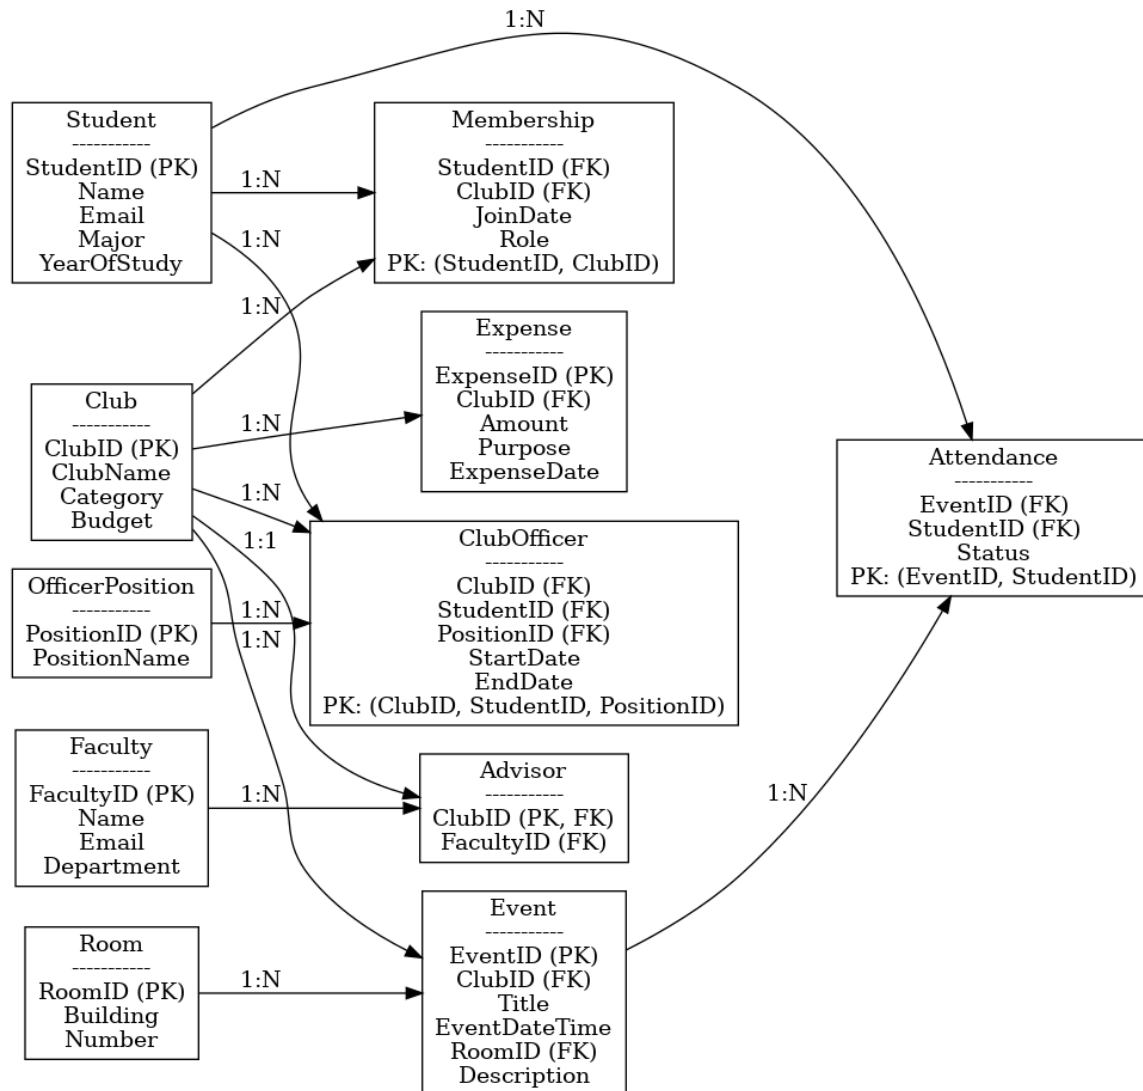 1:N
Student
-----------
StudentID (PK)
Name
Email
Major
YearOfStudy
1:N
1:N
Membership
-----------
StudentID (FK)
ClubID (FK)
JoinDate
Role
PK: (StudentID, ClubID)
1:N
Expense
-----------
ExpenseID (PK)
ClubID (FK)
Amount
Purpose
ExpenseDate
Club
-----------
ClubID (PK)
ClubName
Category
Budget
1:N
1:N
1:1
1:N
Attendance
-----------
EventID (FK)
StudentID (FK)
Status
PK: (EventID, StudentID)
ClubOfficer
-----------
ClubID (FK)
StudentID (FK)
PositionID (FK)
StartDate
EndDate
PK: (ClubID, StudentID, PositionID)
OfficerPosition
-----------
PositionID (PK)
PositionName
1:N
Faculty
-----------
FacultyID (PK)
Name
Email
Department
1:N
Advisor
-----------
ClubID (PK, FK)
FacultyID (FK)
1:N
Room
-----------
RoomID (PK)
Building
Number
1:N
Event
-----------
EventID (PK)
ClubID (FK)
Title
EventDateTime
RoomID (FK)
Description